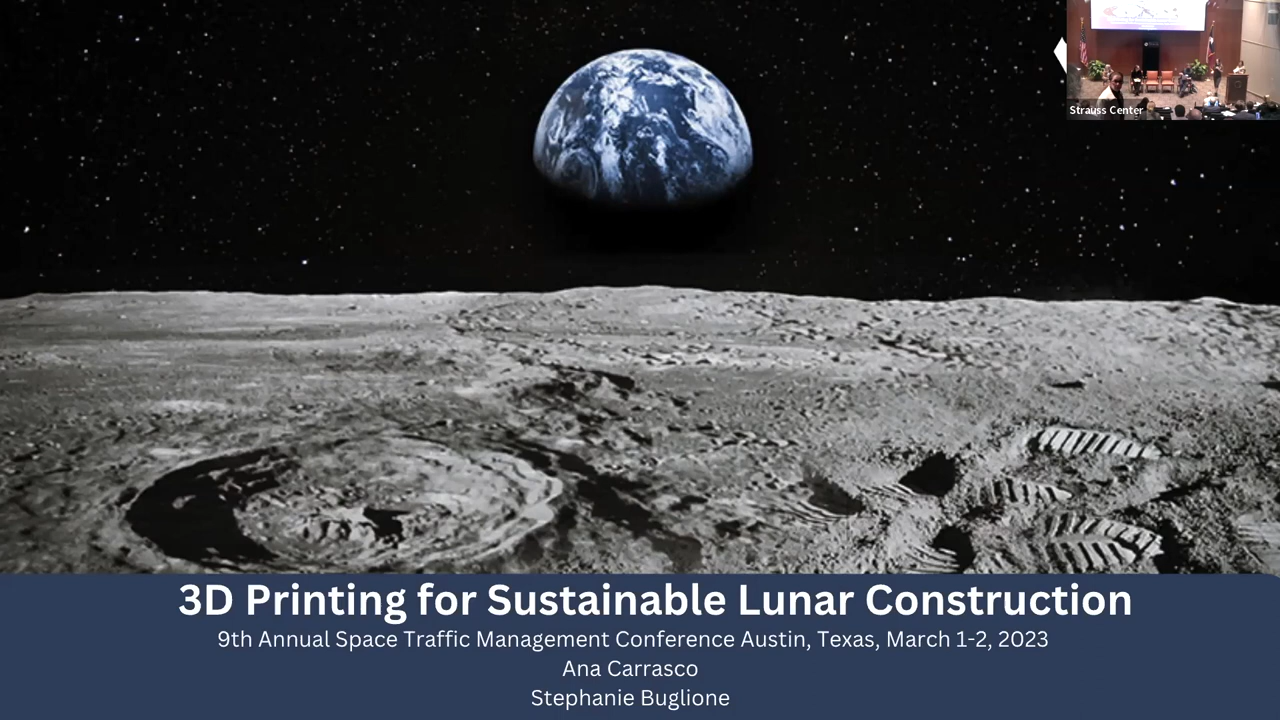 Strauss Center
3D Printing for Sustainable Lunar Construction
9th Annual Space Traffic Management Conference Austin, Texas, March 1-2, 2023
Ana Carrasco
Stephanie Buglione